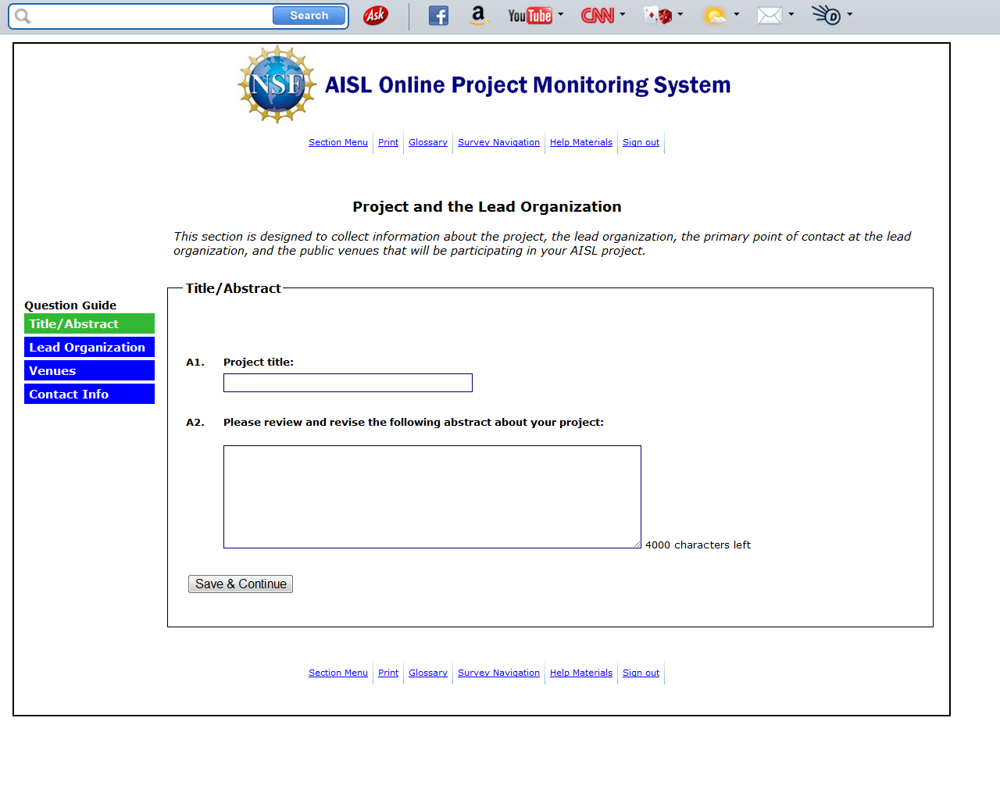 Search Ask a YouTube CNN D
NSF AISL Online Project Monitoring System
Section Menu Print Glossary Survey Navigation Help Materials Sign out
Project and the Lead Organization
This section is designed to collect information about the project, the lead organization, the primary point of contact at the lead
organization, and the public venues that will be participating in your AISL project.
Question Guide
Title/Abstract
Lead Organization
Venues
Contact Info
Title/Abstract
A1. Project title:
A2. Please review and revise the following abstract about your project:
4000 characters left
Save & Continue
Section Menu Print Glossary Survey Navigation Help Materials Sign out